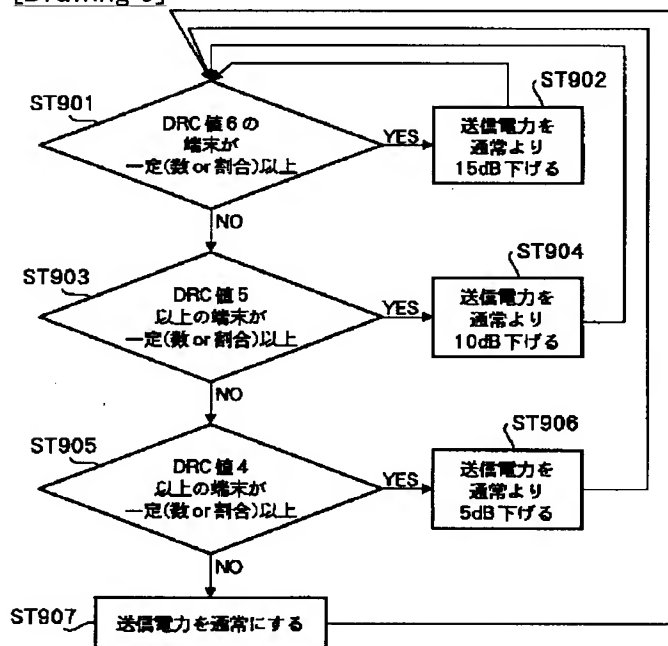 ST901
DRC値6の
端末が
一定(数or割合)以上
YES
ST902
送信電力を
通常より
15dB下げる
NO
ST903
DRC値5
以上の端末が
一定(数or割合)以上
YES
ST904
送信電力を
通常より
10dB下げる
NO
ST905
DRC値4
以上の端末が
一定(数or割合)以上
YES
ST906
送信電力を
通常より
5dB下げる
NO
ST907
送信電力を通常にする